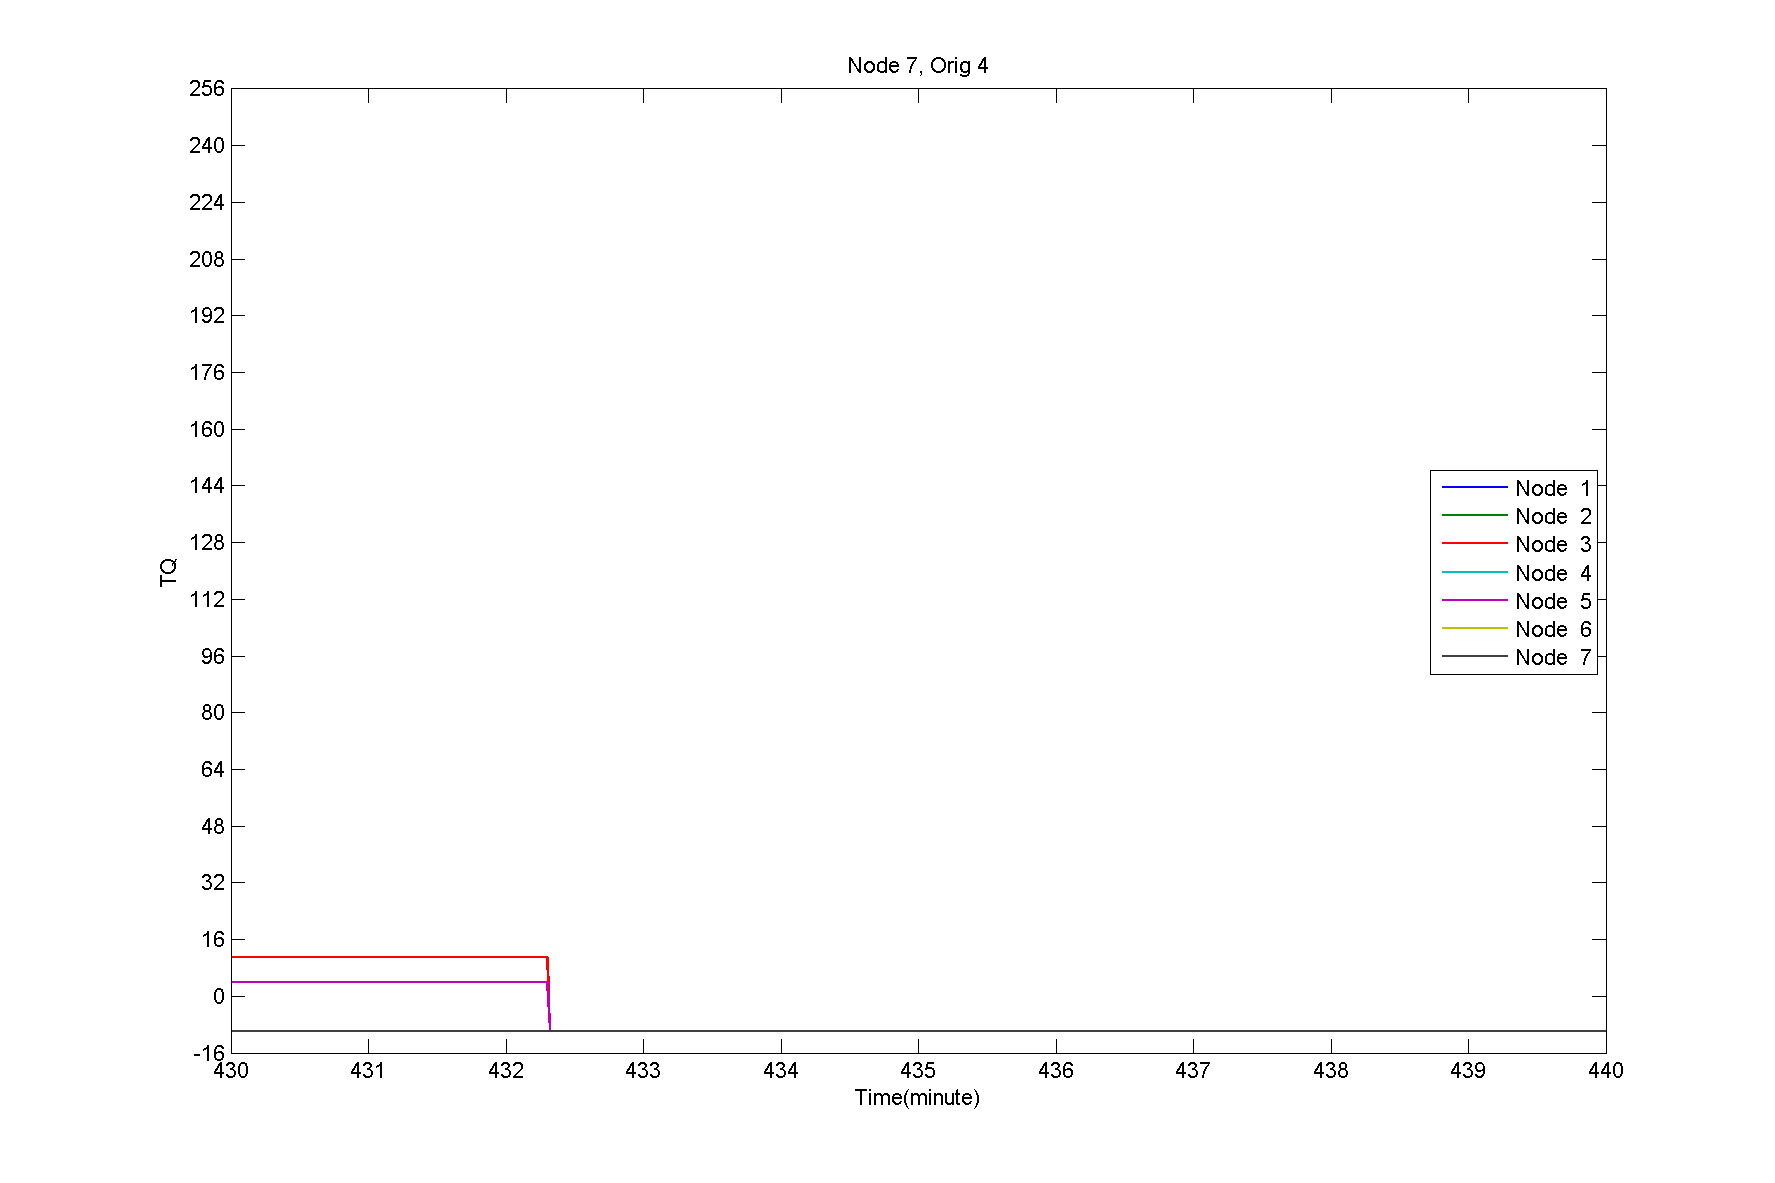 Node 7, Orig 4
256
240
224
208
192
176
160
144
128
112
96
80
64
48
32
16
0
-16
TQ
Node 1
Node 2
Node 3
Node 4
Node 5
Node 6
Node 7
430 431 432 433 434 435 436 437 438 439 440
Time(minute)